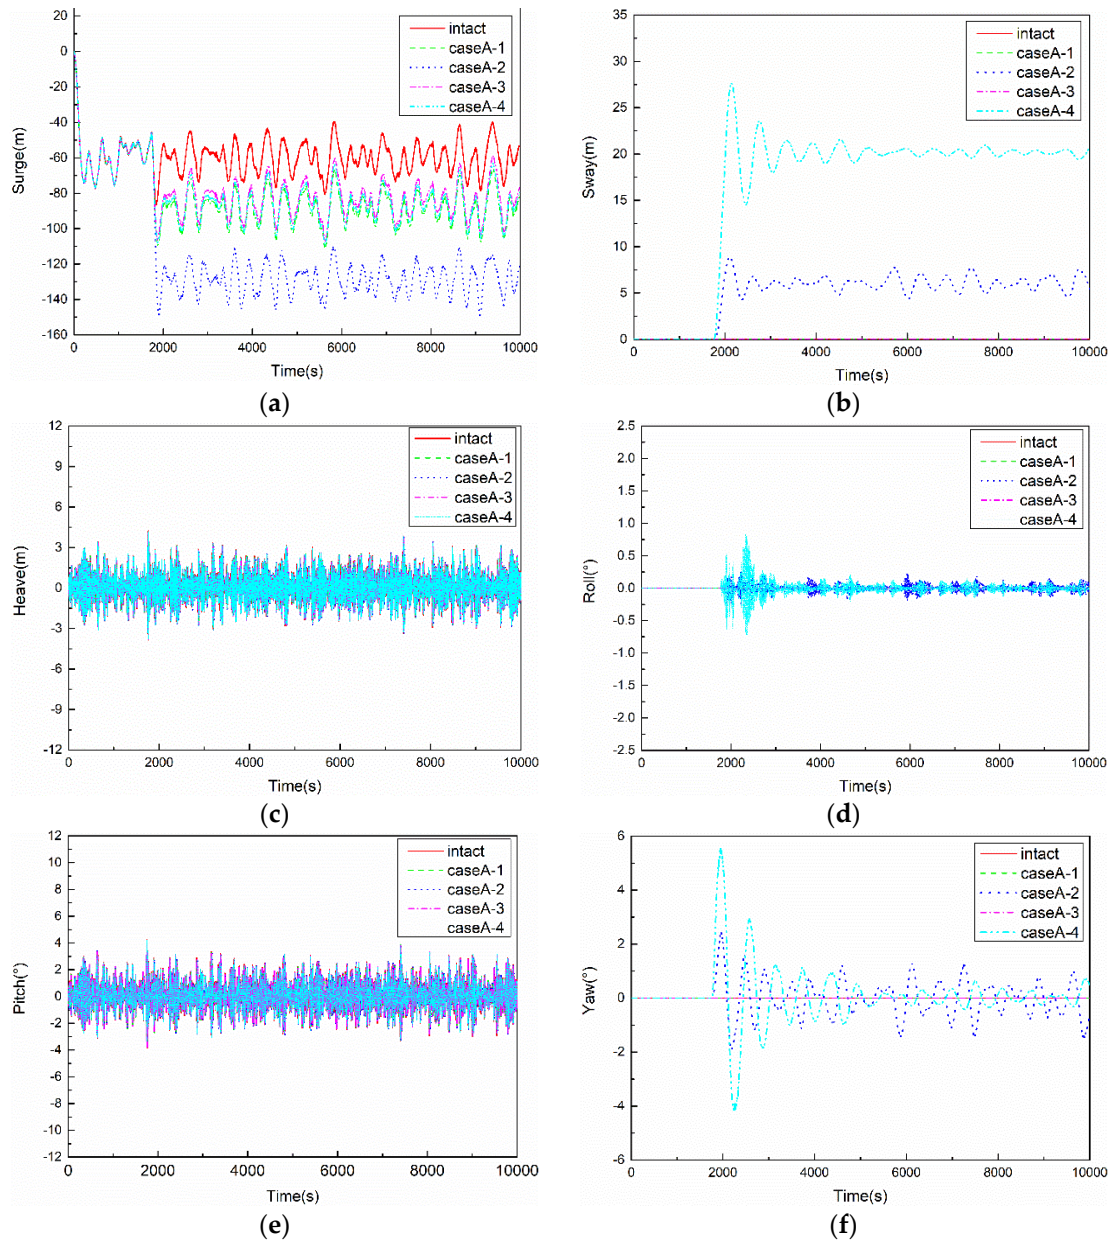 20
0
-20
-40
-60
-80
-100
-120
-140
-160
Surge(m)
0 2000 4000 6000 8000 10000
Time(s)
intact
caseA-1
caseA-2
caseA-3
caseA-4
(a)
35
30
25
20
15
10
5
0
Sway(m)
0 2000 4000 6000 8000 10000
Time(s)
intact
caseA-1
caseA-2
caseA-3
caseA-4
(b)
12
9
6
3
0
-3
-6
-9
-12
Heave(m)
0 2000 4000 6000 8000 10000
Time(s)
intact
caseA-1
caseA-2
caseA-3
caseA-4
(c)
2.5
2.0
1.5
1.0
0.5
0.0
-0.5
-1.0
-1.5
-2.0
-2.5
Roll(°)
0 2000 4000 6000 8000 10000
Time(s)
intact
caseA-1
caseA-2
caseA-3
caseA-4
(d)
12
10
8
6
4
2
0
-2
-4
-6
-8
-10
-12
Pitch(°)
0 2000 4000 6000 8000 10000
Time(s)
intact
caseA-1
caseA-2
caseA-3
caseA-4
(e)
6
4
2
0
-2
-4
-6
Yaw(°)
0 2000 4000 6000 8000 10000
Time(s)
intact
caseA-1
caseA-2
caseA-3
caseA-4
(f)